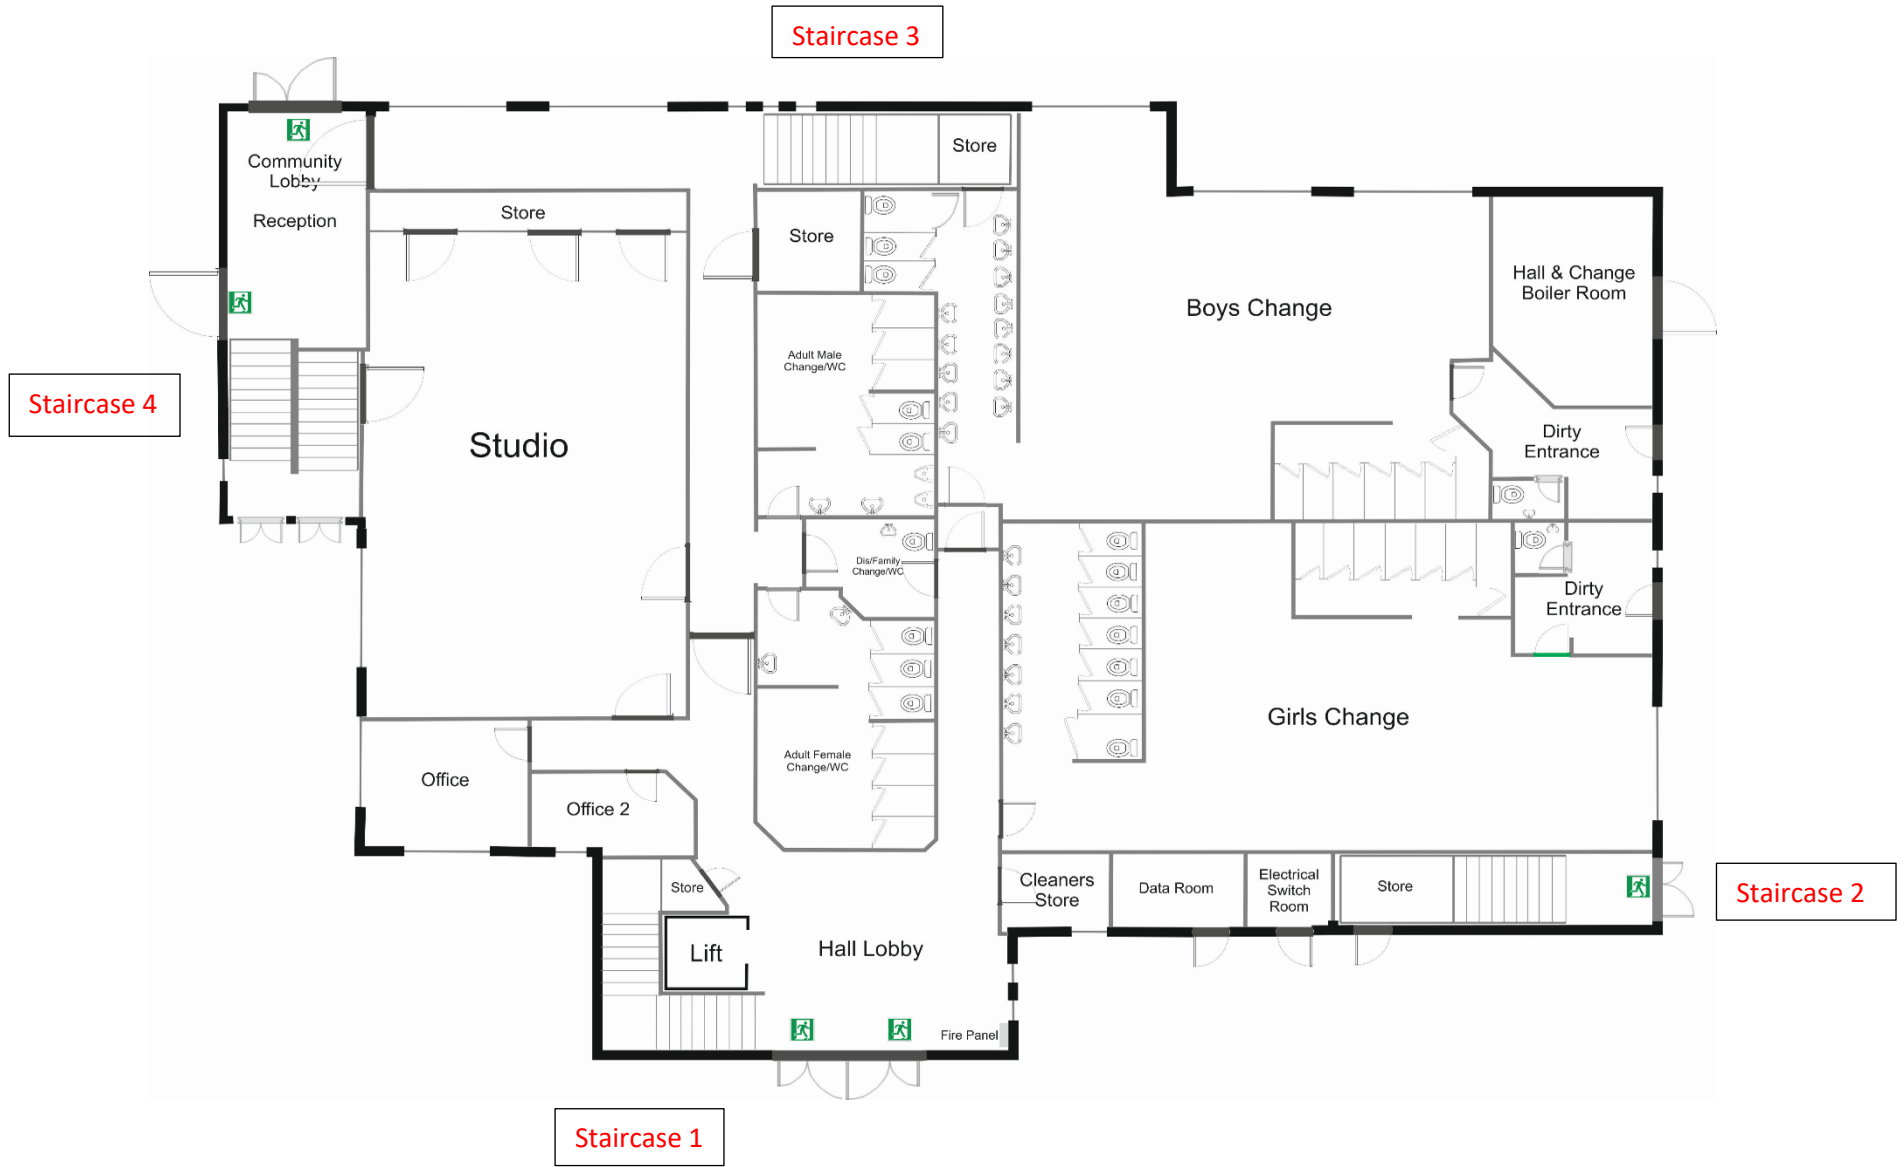 Staircase 3
Community
Lobby
Reception
Store
Store
Store
Hall & Change
Boiler Room
Boys Change
Adult Male
Change/WC
Staircase 4
Studio
Dirty
Entrance
Dis/Family
Change/WC
Dirty
Entrance
Girls Change
Adult Female
Change/WC
Office
Office 2
Store
Cleaners
Store
Data Room
Electrical
Switch
Room
Store
Staircase 2
Lift
Hall Lobby
Fire Panel
Staircase 1